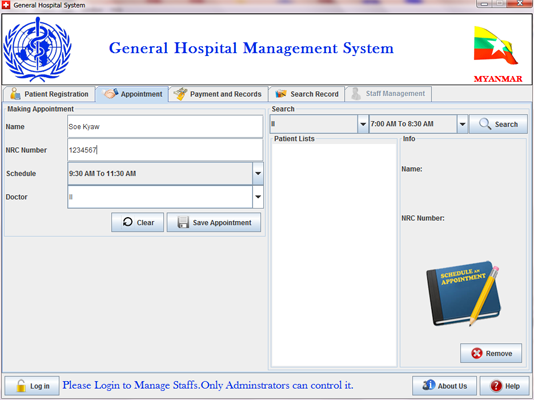 General Hospital System
General Hospital Management System
MYANMAR
Patient Registration
Appointment
Payment and Records
Search Record
Staff Management
Making Appointment
Name
Soe Kyaw
NRC Number
1234567
Schedule
9:30 AM To 11:30 AM
Doctor
ll
Clear
Save Appointment
Search
ll
7:00 AM To 8:30 AM
Search
Patient Lists
Info
Name:
NRC Number:
SCHEDULE an
APPOINTMENT
Remove
Log in
Please Login to Manage Staffs.Only Adminstrators can control it.
About Us
Help